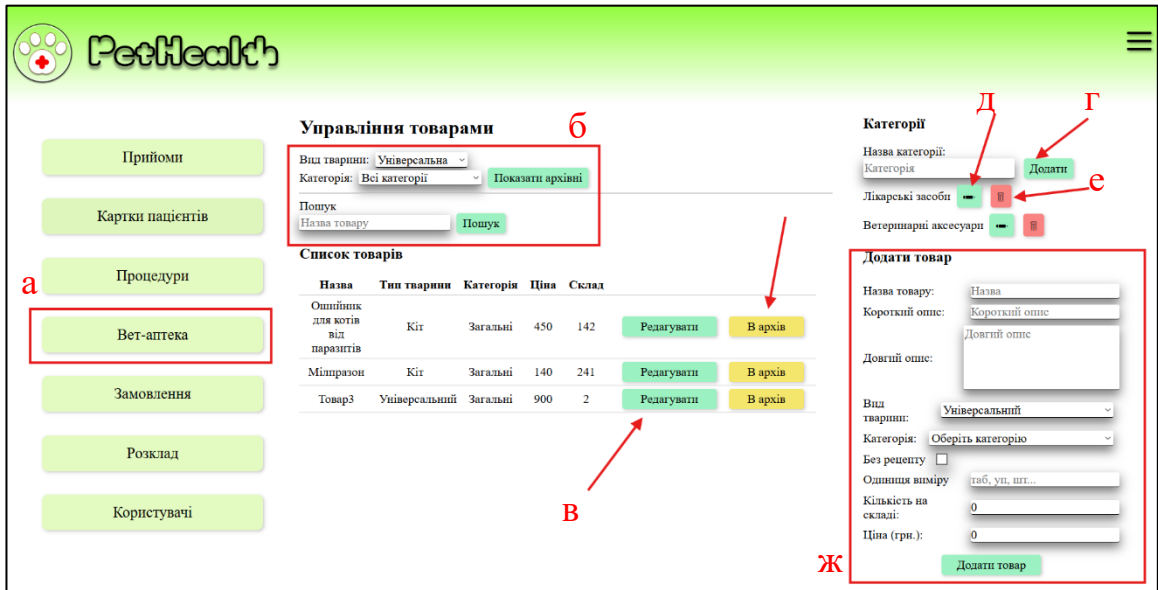 PetHealth
а
Прийоми
Картки пацієнтів
Процедури
Вет-аптека
Замовлення
Розклад
Користувачі
Управління товарами
б
Вид тварини: Універсальна
Категорія: Всі категорії Показати архівні
Пошук
Назва товару Пошук
Список товарів
Назва Тип тварини Категорія Ціна Склад
Ошийник
для котів
від
паразитів
Кіт Загальні 450 142 Редагувати В архів
Мілпразон Кіт Загальні 140 241 Редагувати В архів
Товар3 Універсальний Загальні 900 2 Редагувати В архів
в
д г
Категорії
Назва категорії:
Категорія Додати
Лікарські засоби
е
Ветеринарні аксесуари
Додати товар
Назва товару: Назва
Короткий опис: Короткий опис
Довгий опис: Довгий опис
Вид
тварини: Універсальний
Категорія: Оберіть категорію
Без рецепту
Одиниця виміру таб, уп, шт...
Кількість на
складі: 0
Ціна (грн.): 0
ж
Додати товар